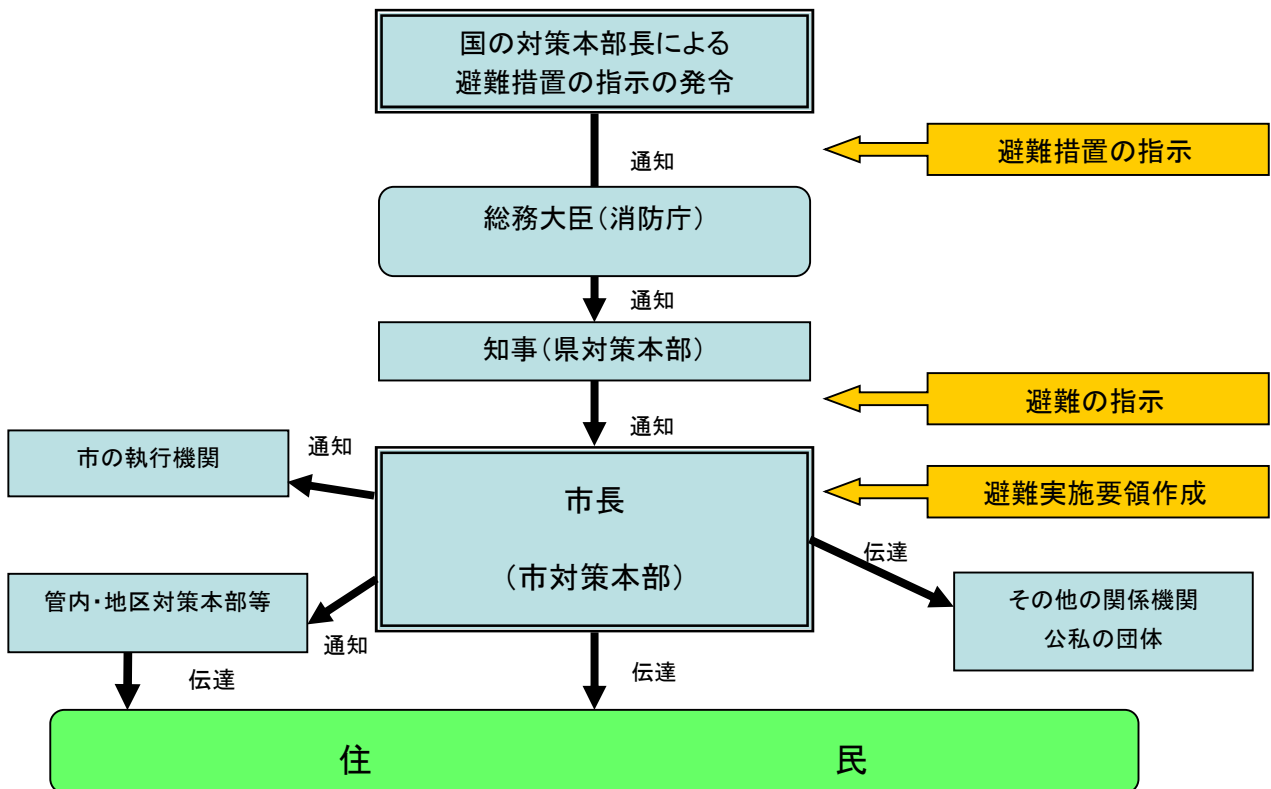 国の対策本部長による
避難措置の指示の発令
通知
避難措置の指示
総務大臣(消防庁)
通知
知事(県対策本部)
避難の指示
通知
市の執行機関
通知
市長
(市対策本部)
避難実施要領作成
伝達
管内・地区対策本部等
通知
その他の関係機関
公私の団体
伝達
伝達
住　民